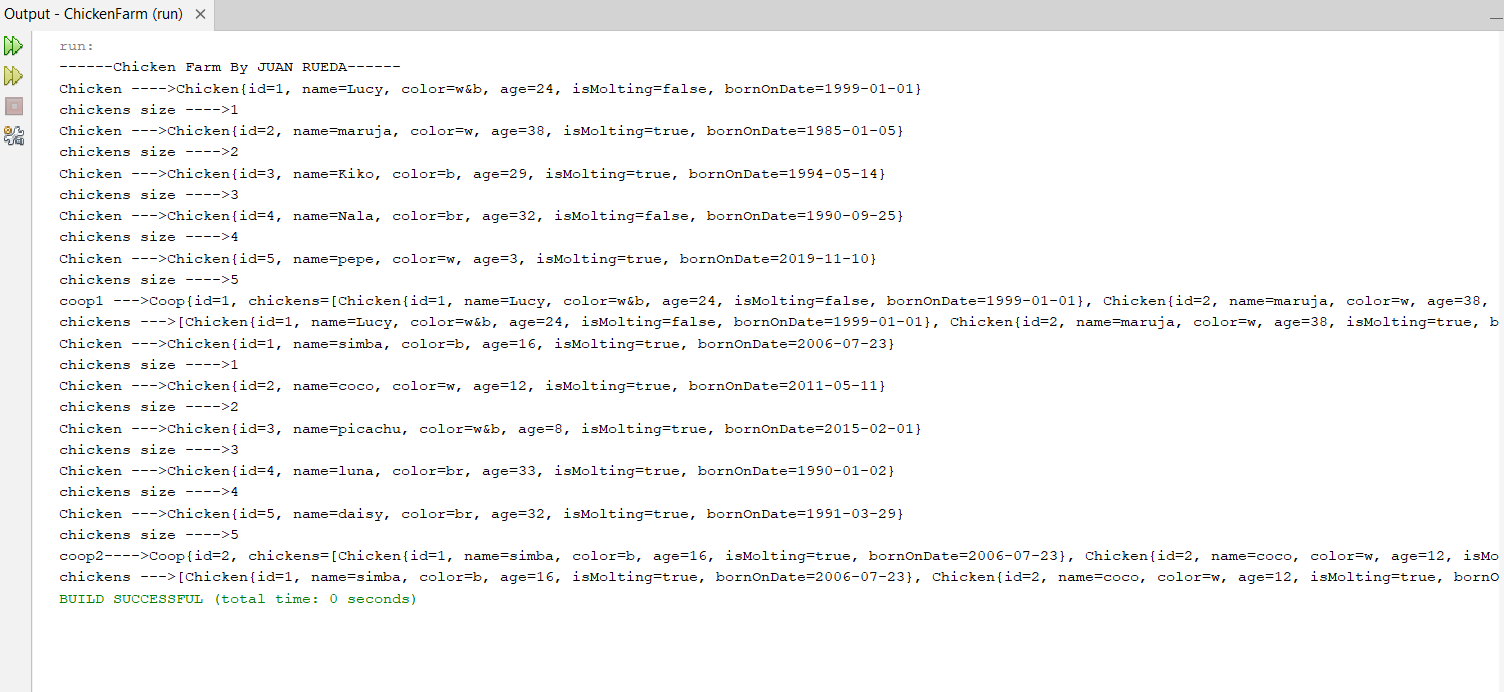 Output - ChickenFarm (run)
run:
------Chicken Farm By JUAN RUEDA------
Chicken ---->Chicken{id=1, name=Lucy, color=w&b, age=24, isMolting=false, bornOnDate=1999-01-01}
chickens size ---->1
Chicken --->Chicken{id=2, name=maruja, color=w, age=38, isMolting=true, bornOnDate=1985-01-05}
chickens size ---->2
Chicken --->Chicken{id=3, name=Kiko, color=b, age=29, isMolting=true, bornOnDate=1994-05-14}
chickens size ---->3
Chicken --->Chicken{id=4, name=Nala, color=br, age=32, isMolting=false, bornOnDate=1990-09-25}
chickens size ---->4
Chicken --->Chicken{id=5, name=pepe, color=w, age=3, isMolting=true, bornOnDate=2019-11-10}
chickens size ---->5
coop1 --->Coop{id=1, chickens=[Chicken{id=1, name=Lucy, color=w&b, age=24, isMolting=false, bornOnDate=1999-01-01}, Chicken{id=2, name=maruja, color=w, age=38,
chickens --->[Chicken{id=1, name=Lucy, color=w&b, age=24, isMolting=false, bornOnDate=1999-01-01}, Chicken{id=2, name=maruja, color=w, age=38, isMolting=true, b
Chicken --->Chicken{id=1, name=simba, color=b, age=16, isMolting=true, bornOnDate=2006-07-23}
chickens size ---->1
Chicken --->Chicken{id=2, name=coco, color=w, age=12, isMolting=true, bornOnDate=2011-05-11}
chickens size ---->2
Chicken --->Chicken{id=3, name=picachu, color=w&b, age=8, isMolting=true, bornOnDate=2015-02-01}
chickens size ---->3
Chicken --->Chicken{id=4, name=luna, color=br, age=33, isMolting=true, bornOnDate=1990-01-02}
chickens size ---->4
Chicken --->Chicken{id=5, name=daisy, color=br, age=32, isMolting=true, bornOnDate=1991-03-29}
chickens size ---->5
coop2---->Coop{id=2, chickens=[Chicken{id=1, name=simba, color=b, age=16, isMolting=true, bornOnDate=2006-07-23}, Chicken{id=2, name=coco, color=w, age=12, isMo
chickens --->[Chicken{id=1, name=simba, color=b, age=16, isMolting=true, bornOnDate=2006-07-23}, Chicken{id=2, name=coco, color=w, age=12, isMolting=true, bornO
BUILD SUCCESSFUL (total time: 0 seconds)